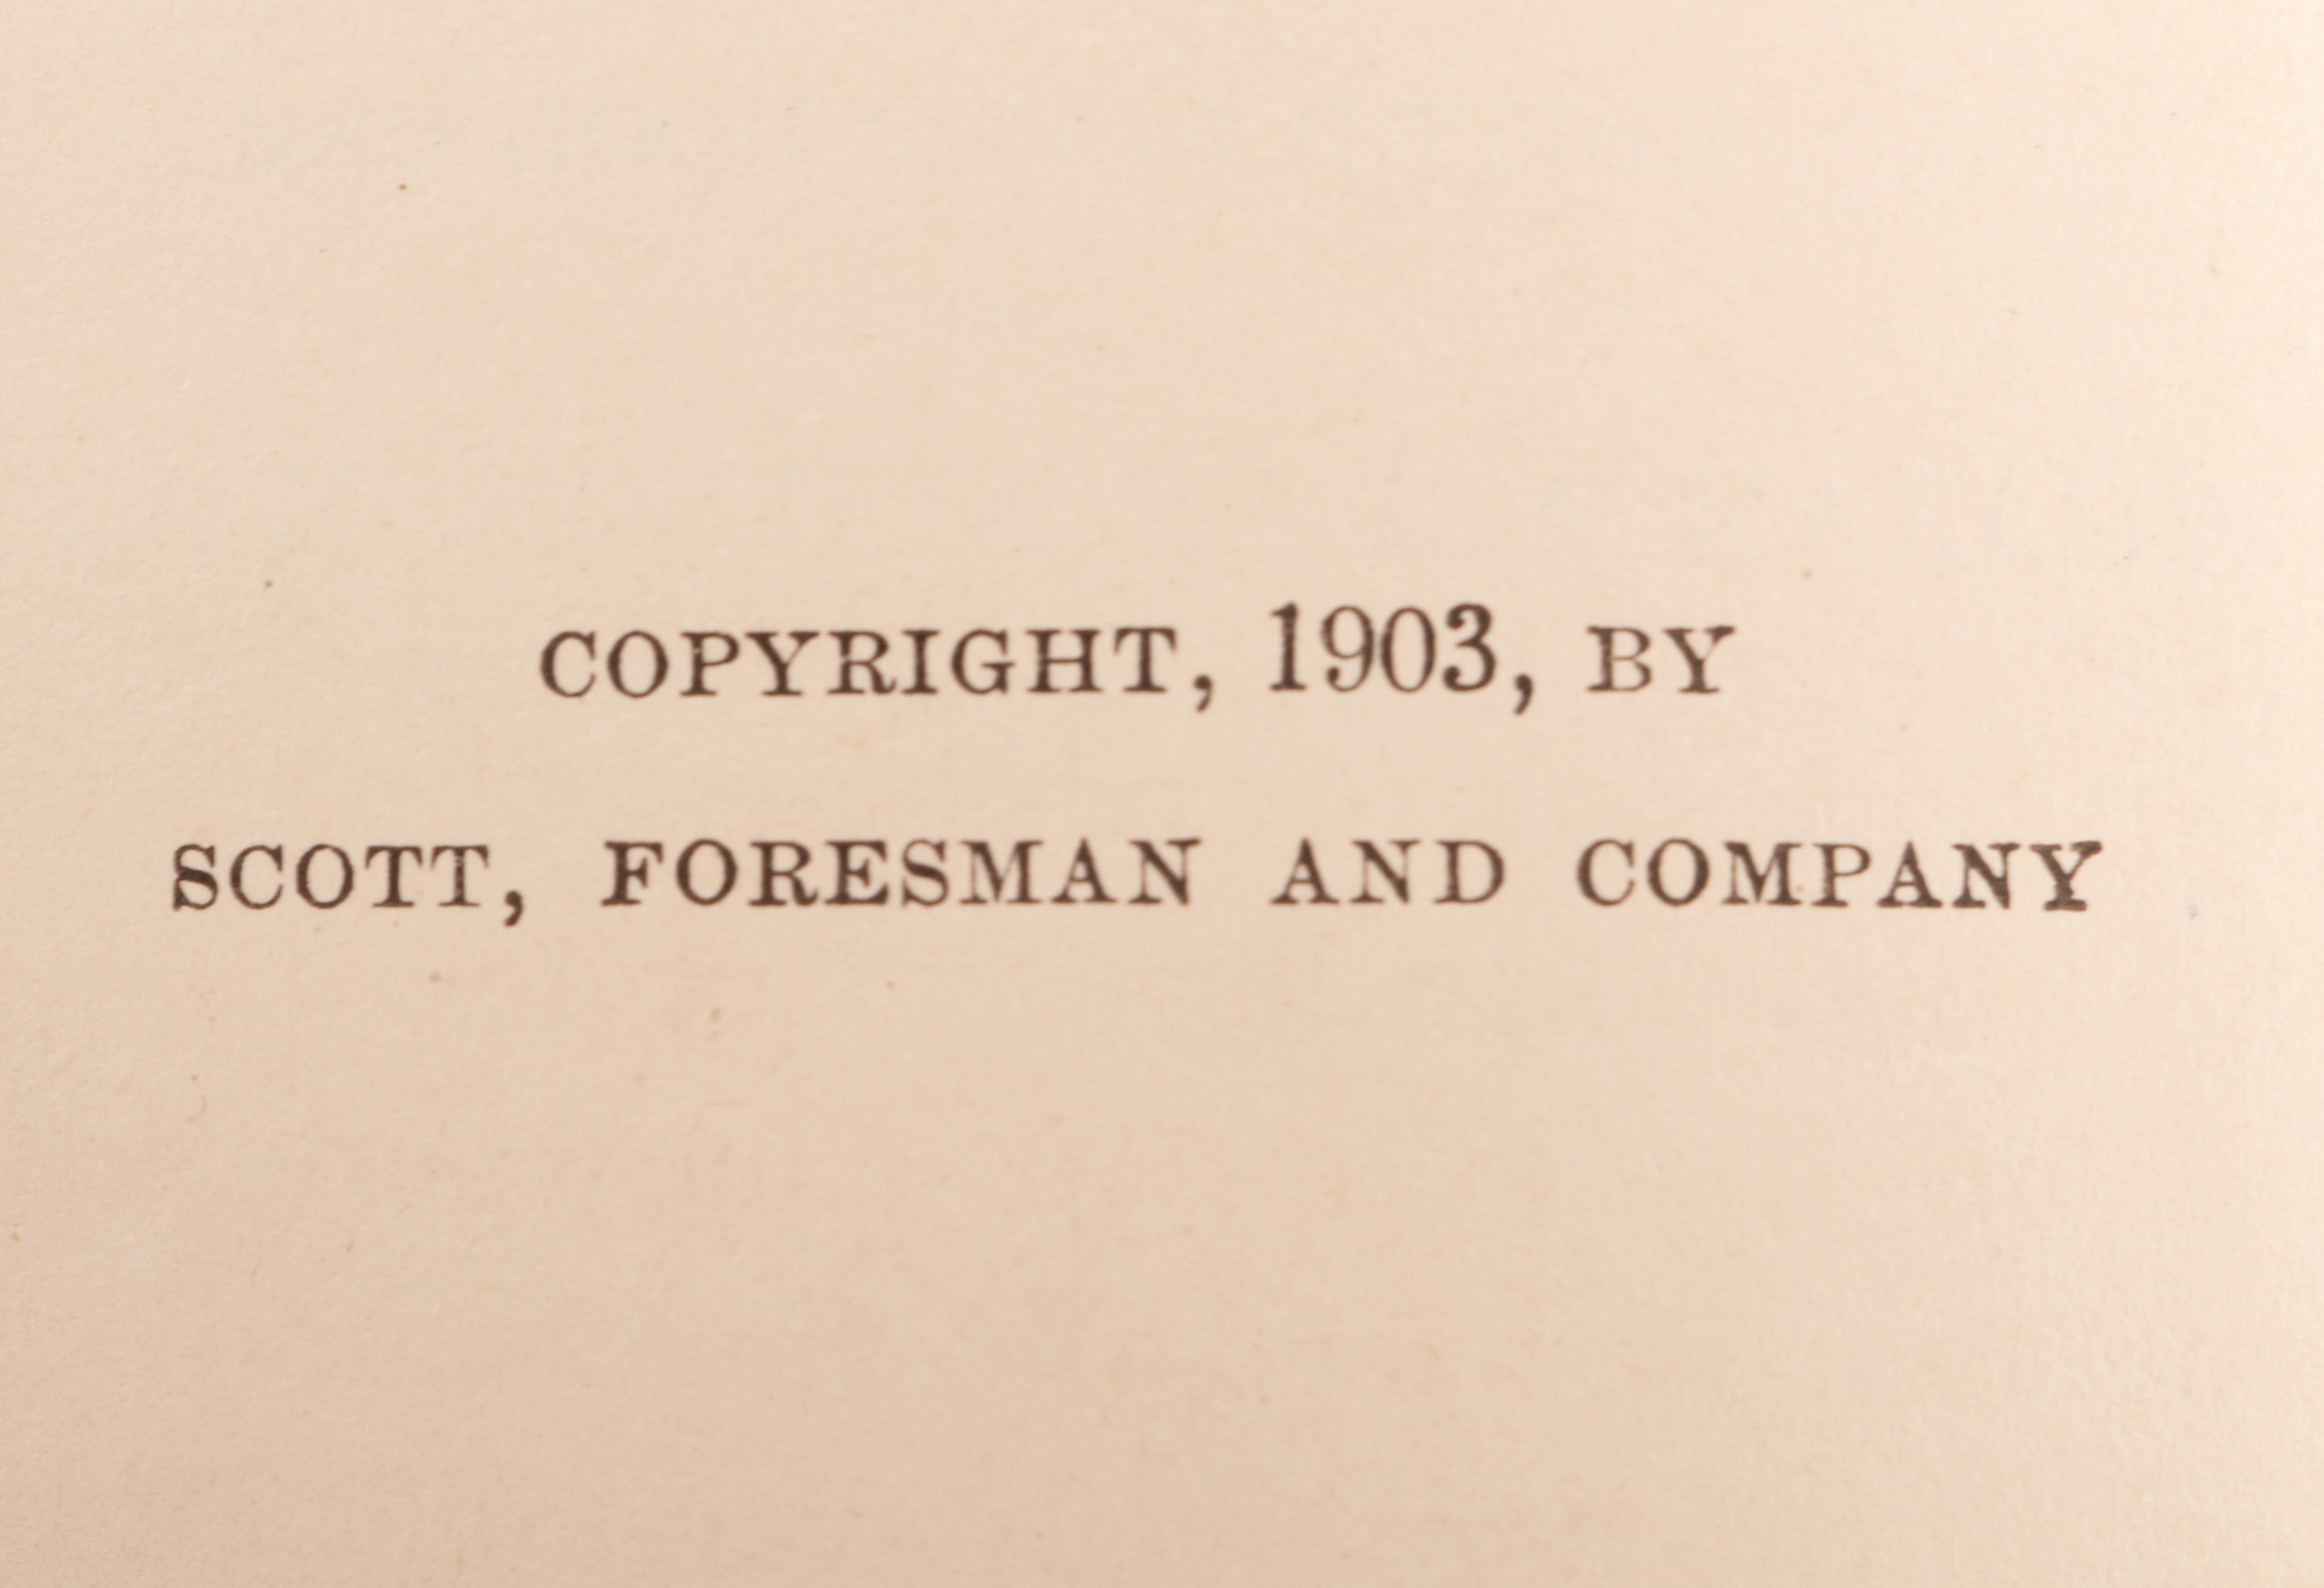 COPYRIGHT, 1903, BY
SCOTT, FORESMAN AND COMPANY